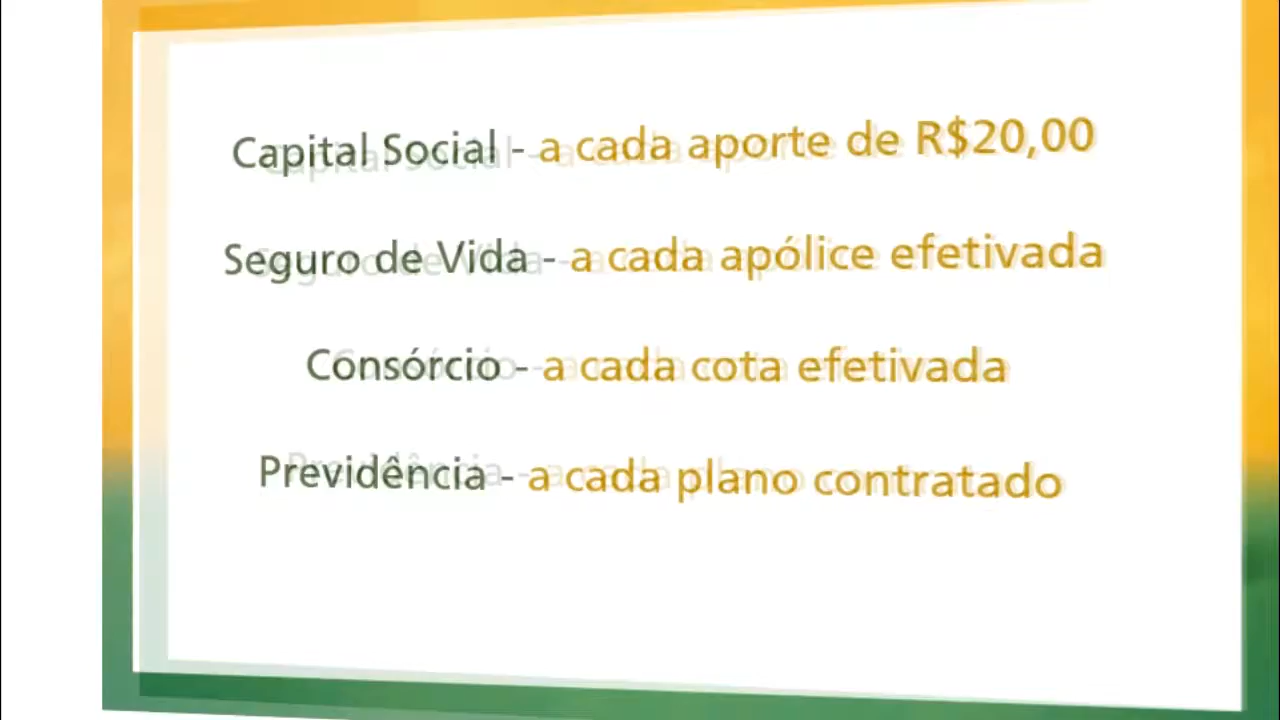 Capital Social - a cada aporte de R$20,00
Seguro de Vida - a cada apólice efetivada
Consórcio - a cada cota efetivada
Previdência - a cada plano contratado